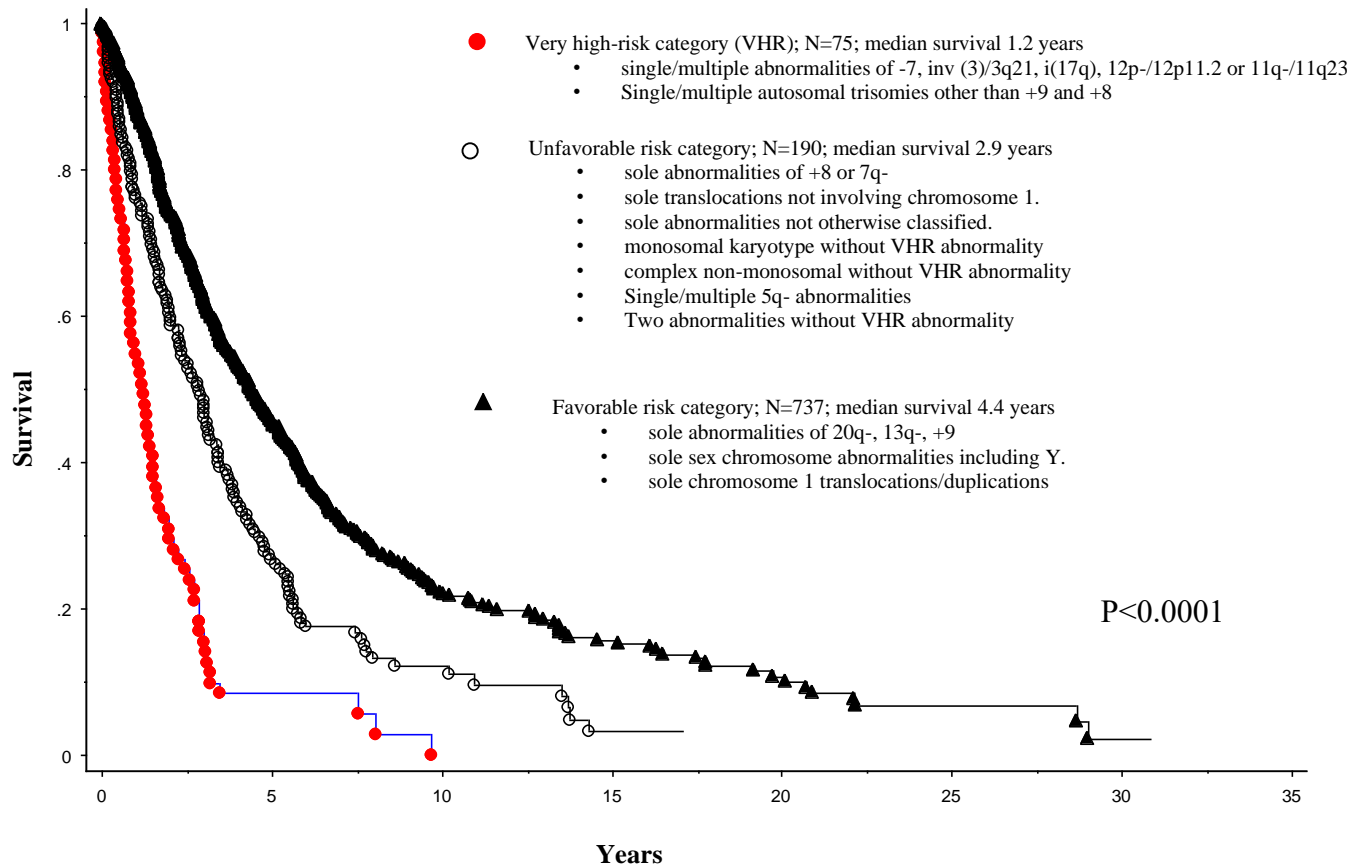 Very high-risk category (VHR); N=75; median survival 1.2 years
• single/multiple abnormalities of -7, inv (3)/3q21, i(17q), 12p-/12p11.2 or 11q-/11q23
• Single/multiple autosomal trisomies other than +9 and +8
Unfavorable risk category; N=190; median survival 2.9 years
• sole abnormalities of +8 or 7q-
• sole translocations not involving chromosome 1.
• sole abnormalities not otherwise classified.
• monosomal karyotype without VHR abnormality
• complex non-monosomal without VHR abnormality
• Single/multiple 5q- abnormalities
• Two abnormalities without VHR abnormality
Favorable risk category; N=737; median survival 4.4 years
• sole abnormalities of 20q-, 13q-, +9
• sole sex chromosome abnormalities including Y.
• sole chromosome 1 translocations/duplications
P<0.0001
Survival
1
.8
.6
.4
.2
0
0 5 10 15 20 25 30 35
Years